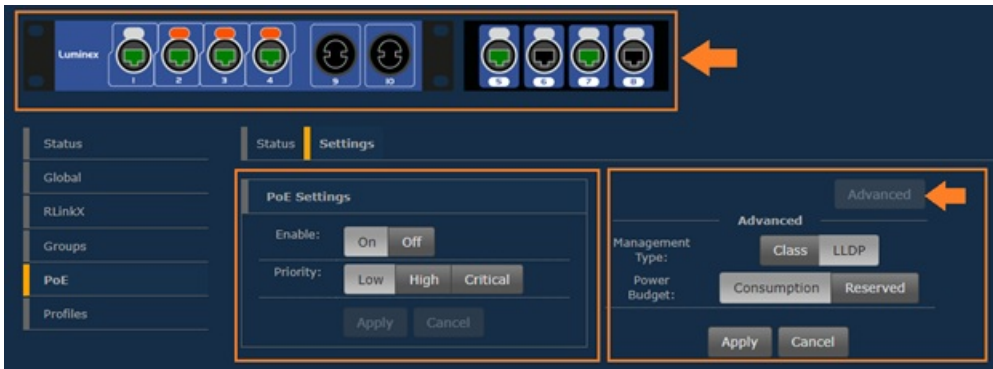 Luminex
1 2 3 4 9 10 5 6 7 8
Status
Global
RLinkX
Groups
PoE
Profiles
Status Settings
PoE Settings
Enable: On Off
Priority: Low High Critical
Apply Cancel
Advanced
Advanced
Management
Type:
Class LLDP
Power
Budget:
Consumption Reserved
Apply Cancel